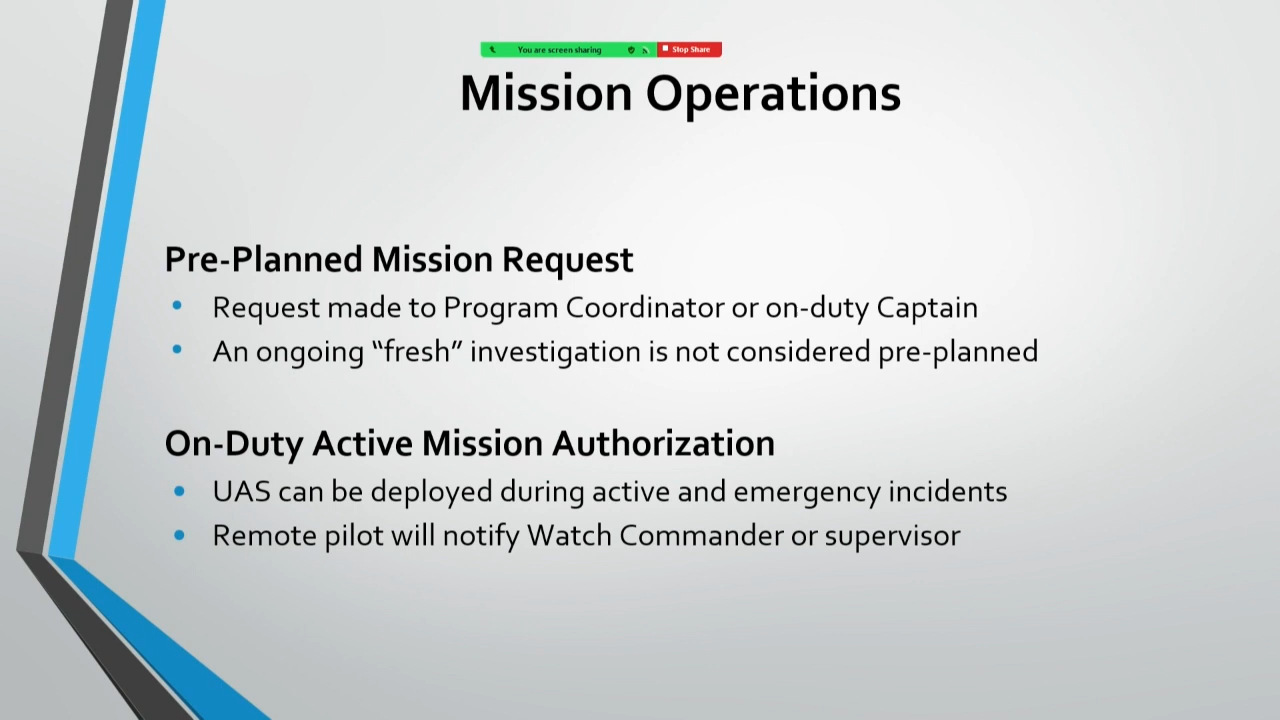 You are screen sharing
Stop Share
Mission Operations
Pre-Planned Mission Request
• Request made to Program Coordinator or on-duty Captain
• An ongoing “fresh” investigation is not considered pre-planned
On-Duty Active Mission Authorization
• UAS can be deployed during active and emergency incidents
• Remote pilot will notify Watch Commander or supervisor